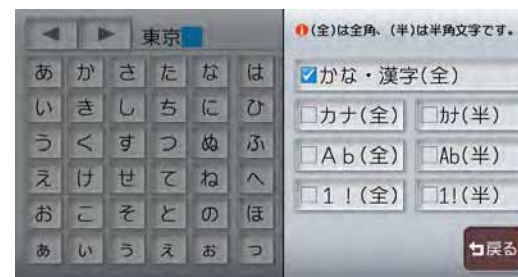 ◀ ▶ 東京
あ か さ た な は
い き し ち に ひ
う く す つ ぬ ふ
え け せ て ね へ
お こ そ と の ほ
ぁ ぃ ぅ ぇ ぉ っ
(全)は全角、(半)は半角文字です。
かな・漢字(全)
カナ(全) ｶﾅ(半)
Ａｂ(全) Ab(半)
１！(全) 1!(半)
戻る